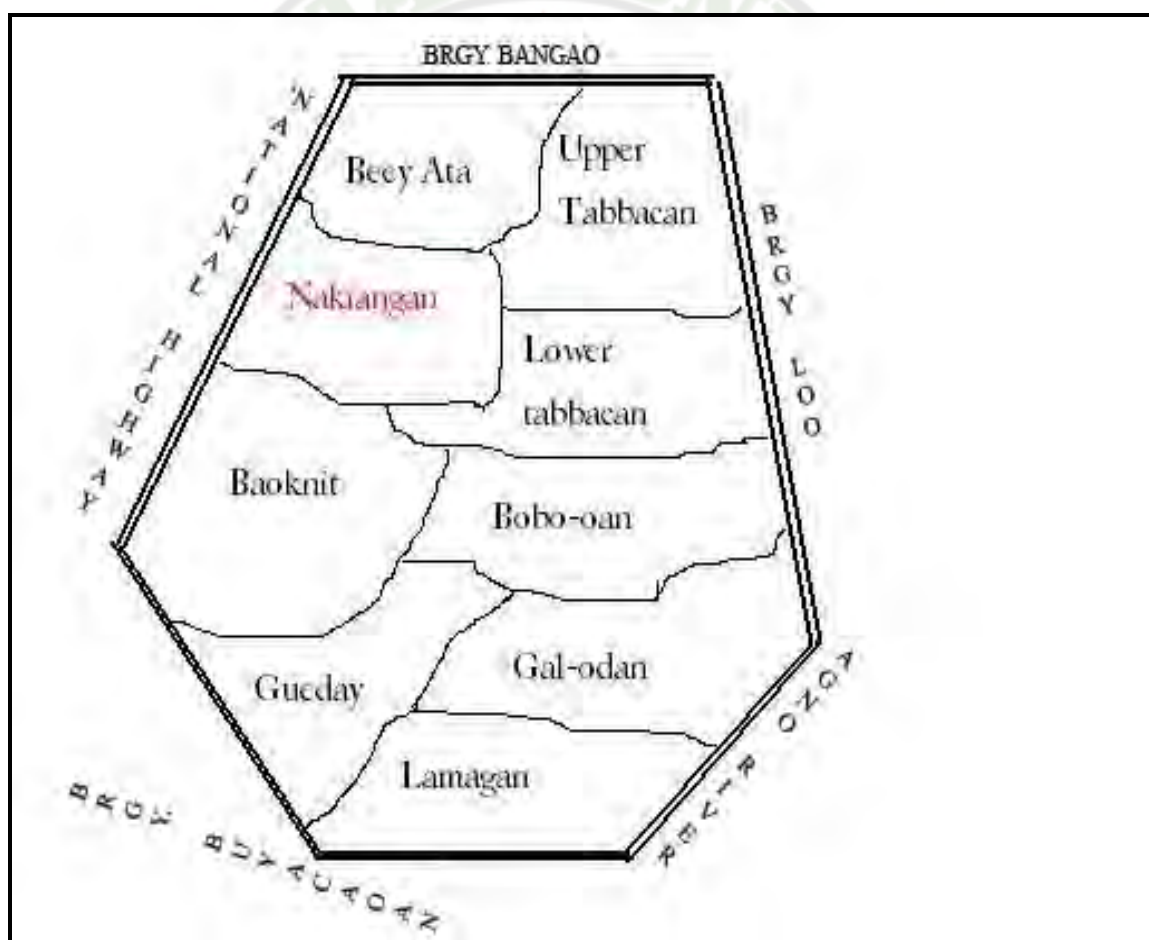 BRGY. BANGAO
NATIONAL HIGHWAY
Beey Ata
Upper
Tabbacan
BRGY LOO
Nakiangan
Lower
tabbacan
Baoknit
Bobo-oan
Gueday
Gal-odan
AGNO RIVER
Lamagan
BRGY. BUYACAOAN